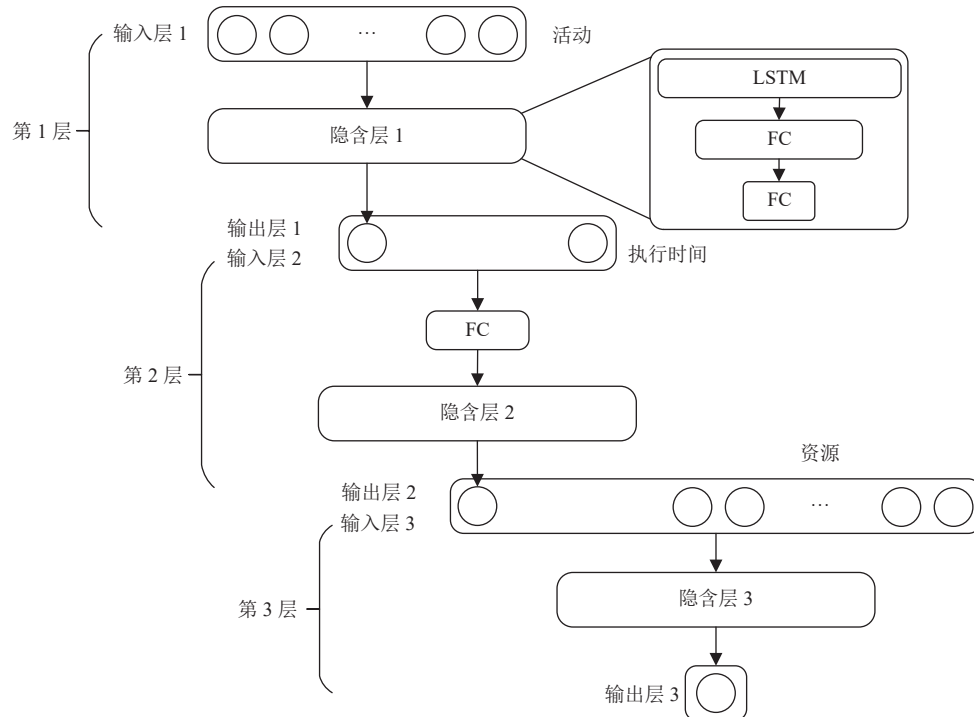 输入层 1
…
活动
LSTM
第 1 层
隐含层 1
FC
FC
输出层 1
输入层 2
执行时间
FC
第 2 层
隐含层 2
资源
输出层 2
输入层 3
…
第 3 层
隐含层 3
输出层 3